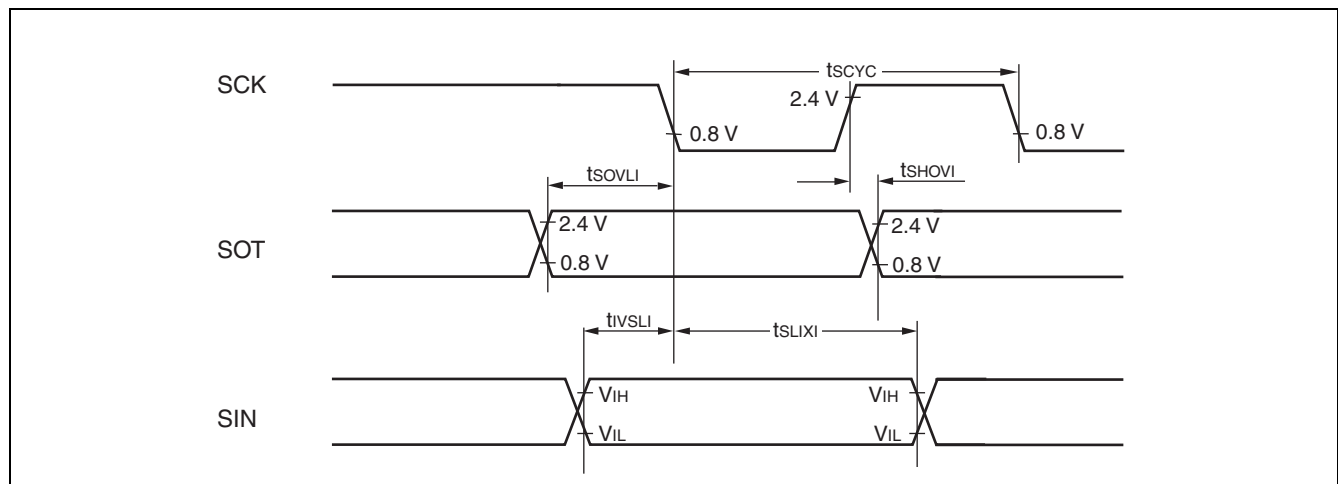 tSCYC
SCK
2.4 V
0.8 V
0.8 V
tSOVLI
tSHOVI
SOT
2.4 V
2.4 V
0.8 V
0.8 V
tIVSLI
tSLIXI
SIN
VIH
VIH
VIL
VIL